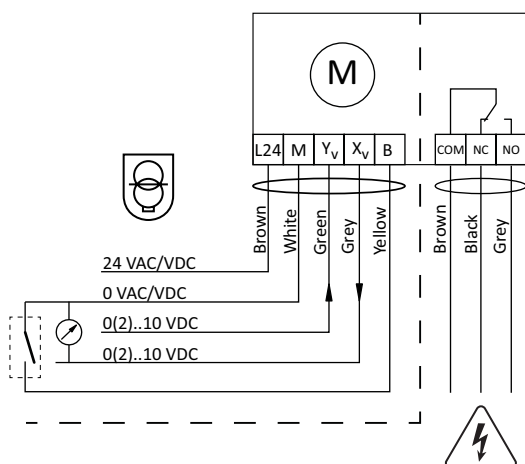 M
L24 M Yv Xv B COM NC NO
Brown White Green Grey Yellow Brown Black Grey
24 VAC/VDC
0 VAC/VDC
0(2)..10 VDC
0(2)..10 VDC